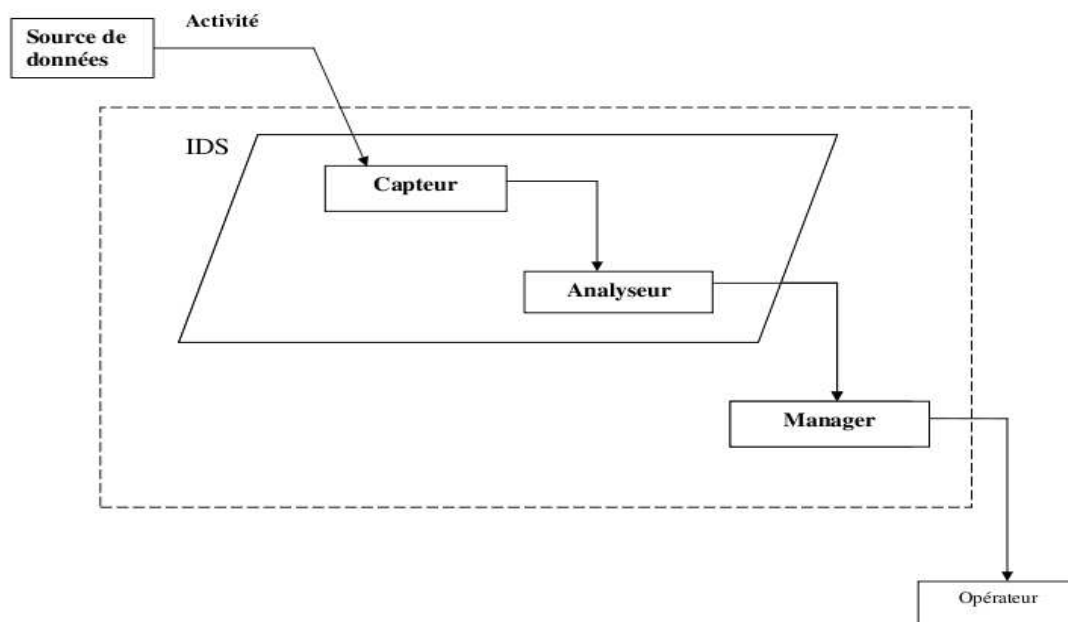 Activité
Source de
données
IDS
Capteur
Analyseur
Manager
Opérateur